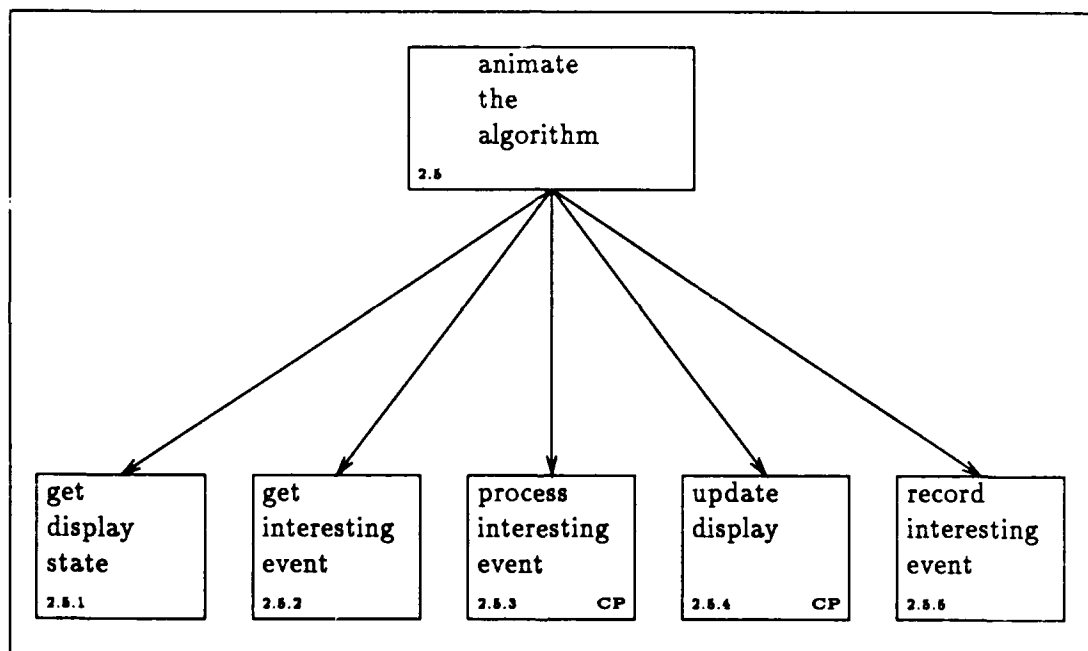 animate
the
algorithm
2.5
get
display
state
2.5.1
get
interesting
event
2.5.2
process
interesting
event
2.5.3 CP
update
display
2.5.4 CP
record
interesting
event
2.5.5